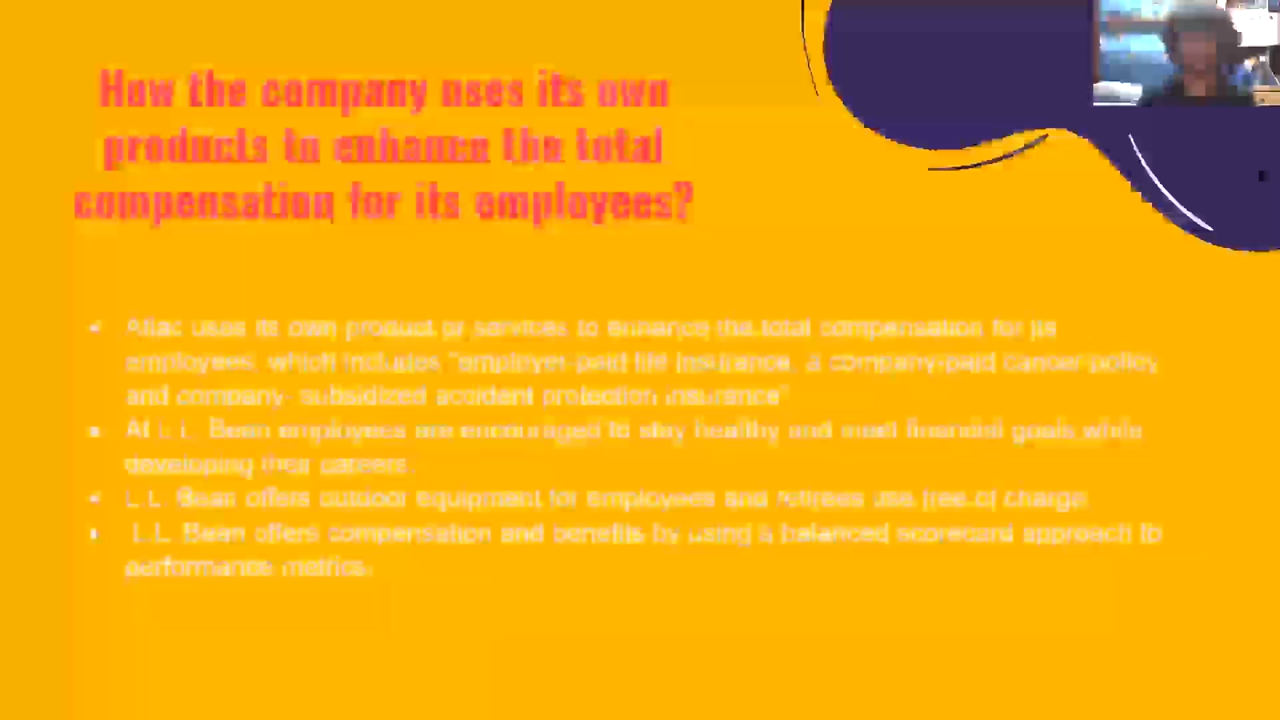 How the company uses its own
products to enhance the total
compensation for its employees?
Aflac uses its own product or services to enhance the total compensation for its
employees, which includes "employer-paid life insurance, a company-paid cancer policy
and company- subsidized accident protection insurance"
At L.L. Bean employees are encouraged to stay healthy and meet financial goals while
developing their careers.
L.L. Bean offers outdoor equipment for employees and retirees use free of charge
L.L. Bean offers compensation and benefits by using a balanced scorecard approach to
performance metrics.